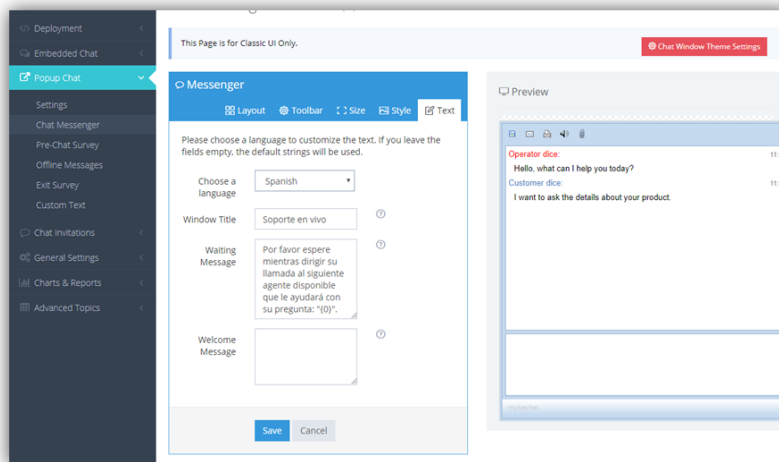 Deployment
Embedded Chat
Popup Chat
Settings
Chat Messenger
Pre-Chat Survey
Offline Messages
Exit Survey
Custom Text
Chat Invitations
General Settings
Charts & Reports
Advanced Topics
This Page is for Classic UI Only.
Chat Window Theme Settings
Messenger
Layout Toolbar Size Style Text
Please choose a language to customize the text. If you leave the
fields empty, the default strings will be used.
Choose a
language
Spanish
Window Title
Soporte en vivo
Waiting
Message
Por favor espere
mientras dirigir su
llamada al siguiente
agente disponible
que le ayudará con
su pregunta: "{0}".
Welcome
Message
Save Cancel
Preview
Operator dice:
Hello, what can I help you today?
Customer dice:
I want to ask the details about your product.